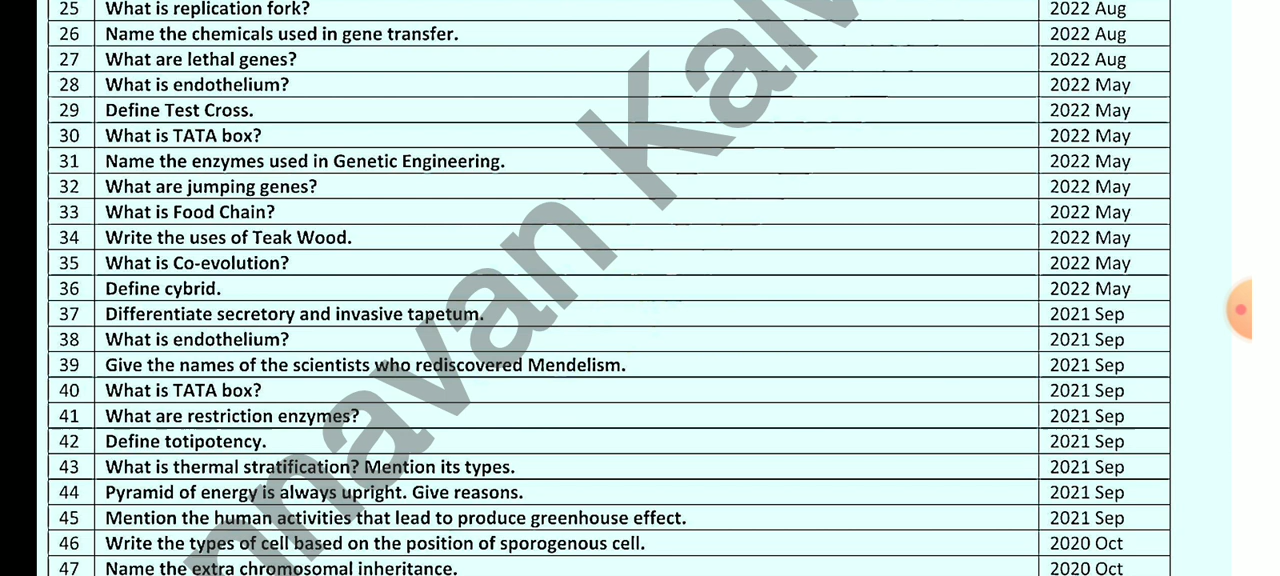 25 What is replication fork? 2022 Aug
26 Name the chemicals used in gene transfer. 2022 Aug
27 What are lethal genes? 2022 Aug
28 What is endothelium? 2022 May
29 Define Test Cross. 2022 May
30 What is TATA box? 2022 May
31 Name the enzymes used in Genetic Engineering. 2022 May
32 What are jumping genes? 2022 May
33 What is Food Chain? 2022 May
34 Write the uses of Teak Wood. 2022 May
35 What is Co-evolution? 2022 May
36 Define cybrid. 2022 May
37 Differentiate secretory and invasive tapetum. 2021 Sep
38 What is endothelium? 2021 Sep
39 Give the names of the scientists who rediscovered Mendelism. 2021 Sep
40 What is TATA box? 2021 Sep
41 What are restriction enzymes? 2021 Sep
42 Define totipotency. 2021 Sep
43 What is thermal stratification? Mention its types. 2021 Sep
44 Pyramid of energy is always upright. Give reasons. 2021 Sep
45 Mention the human activities that lead to produce greenhouse effect. 2021 Sep
46 Write the types of cell based on the position of sporogenous cell. 2020 Oct
47 Name the extra chromosomal inheritance. 2020 Oct